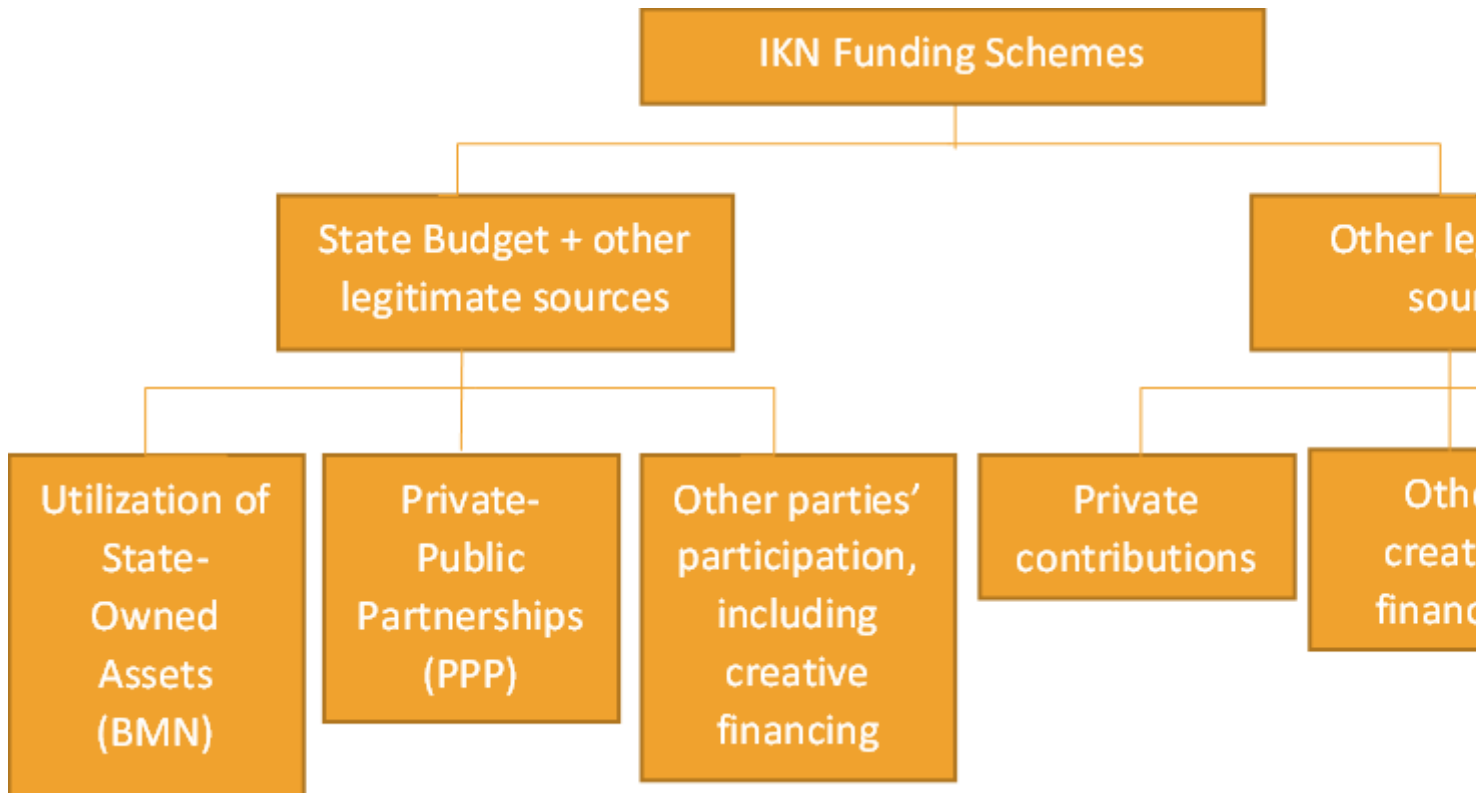 IKN Funding Schemes
State Budget + other
legitimate sources
Other
Utilization of
State-
Owned
Assets
(BMN)
Private-
Public
Partnerships
(PPP)
Other parties’
participation,
including
creative
financing
Private
contributions